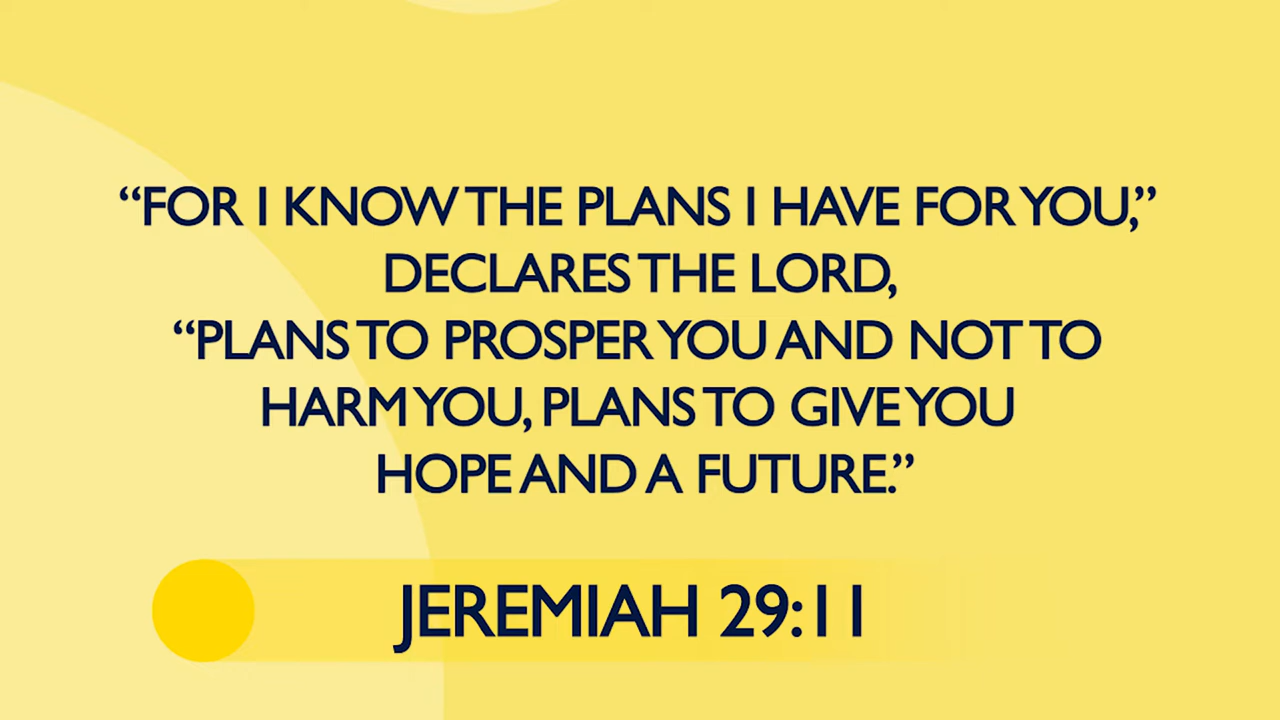 “FOR I KNOW THE PLANS I HAVE FOR YOU,”
DECLARES THE LORD,
“PLANS TO PROSPER YOU AND NOT TO
HARM YOU, PLANS TO GIVE YOU
HOPE AND A FUTURE.”
JEREMIAH 29:11